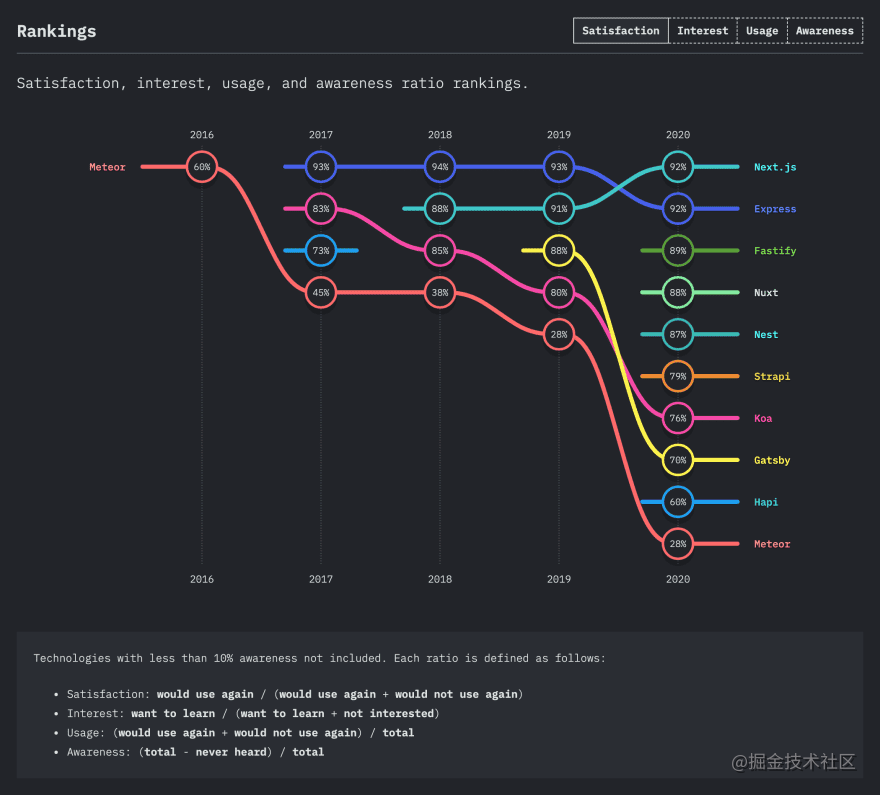 Rankings
Satisfaction Interest Usage Awareness
Satisfaction, interest, usage, and awareness ratio rankings.
2016 2017 2018 2019 2020
Meteor 60% 93% 94% 93% 92% Next.js
83% 88% 91% 92% Express
73% 85% 88% 89% Fastify
45% 38% 80% 88% Nuxt
28% 87% Nest
79% Strapi
76% Koa
70% Gatsby
60% Hapi
28% Meteor
2016 2017 2018 2019 2020
Technologies with less than 10% awareness not included. Each ratio is defined as follows:
• Satisfaction: would use again / (would use again + would not use again)
• Interest: want to learn / (want to learn + not interested)
• Usage: (would use again + would not use again) / total
• Awareness: (total - never heard) / total
@掘金技术社区